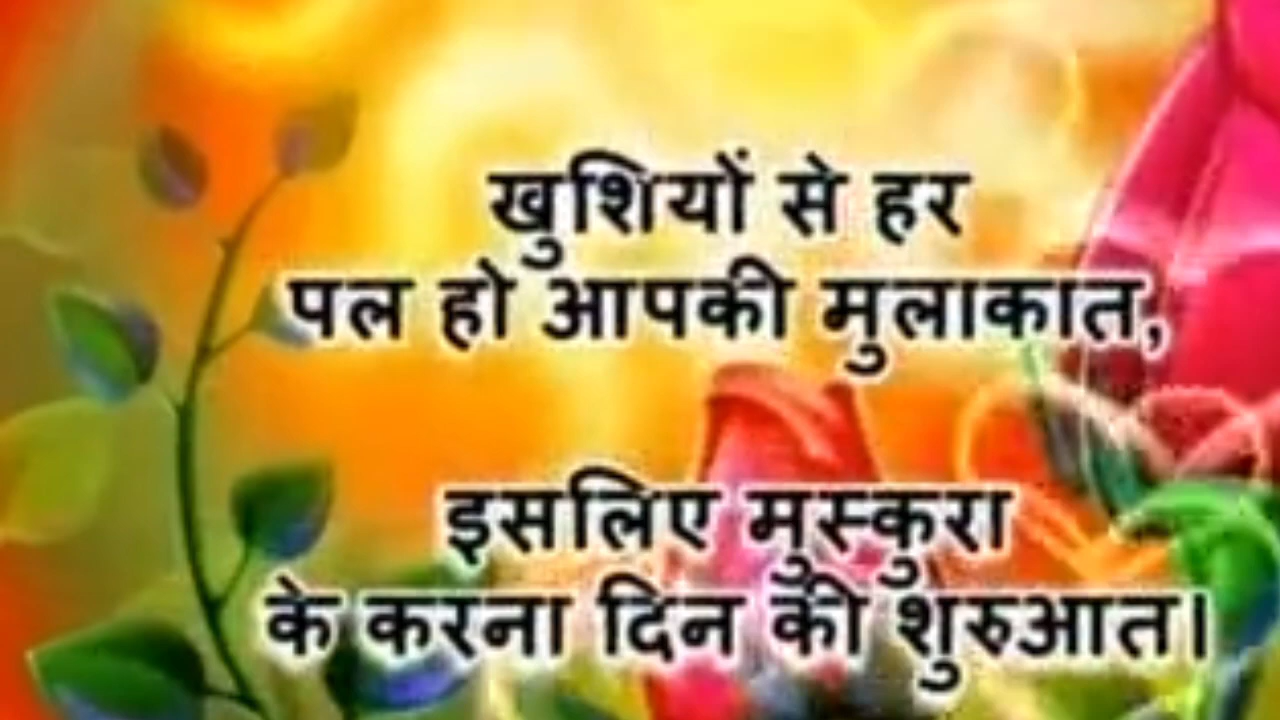 खुशियों से हर
पल हो आपकी मुलाकात,
इसलिए मुस्कुरा
के करना दिन की शुरुआत।